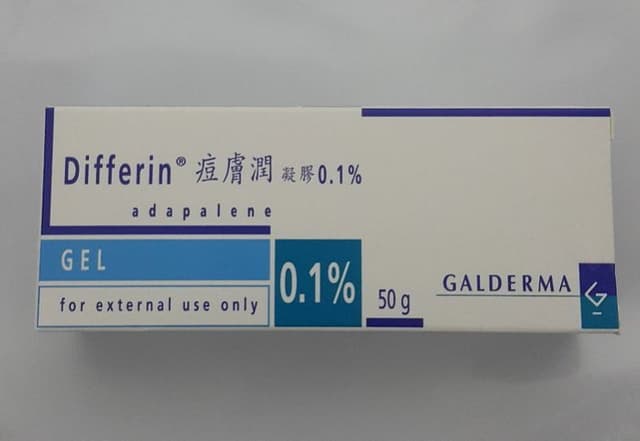 Differin® 痘膚潤 凝膠0.1%
adapalene
GEL
for external use only
0.1%
50 g
GALDERMA